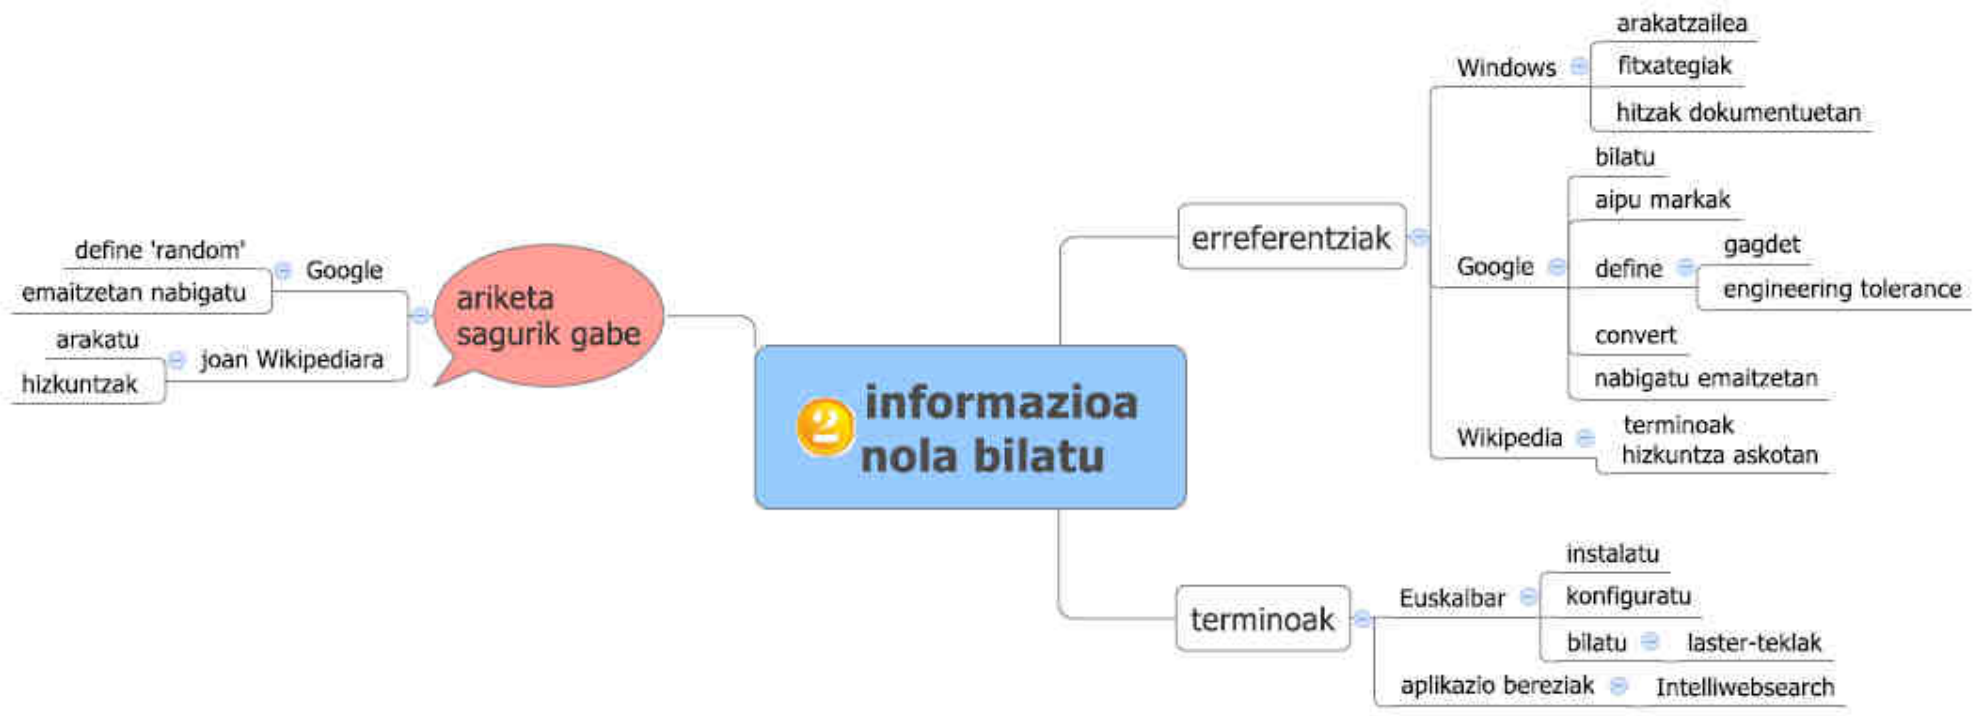 2 informazioa
nola bilatu
erreferentziak
Windows
arakatzailea
fitxategiak
hitzak dokumentuetan
Google
bilatu
aipu markak
define
gagdet
engineering tolerance
convert
nabigatu emaitzetan
Wikipedia
terminoak
hizkuntza askotan
terminoak
Euskalbar
instalatu
konfiguratu
bilatu
laster-teklak
aplikazio bereziak
Intelliwebsearch
ariketa
sagurik gabe
Google
define 'random'
emaitzetan nabigatu
joan Wikipediara
arakatu
hizkuntzak